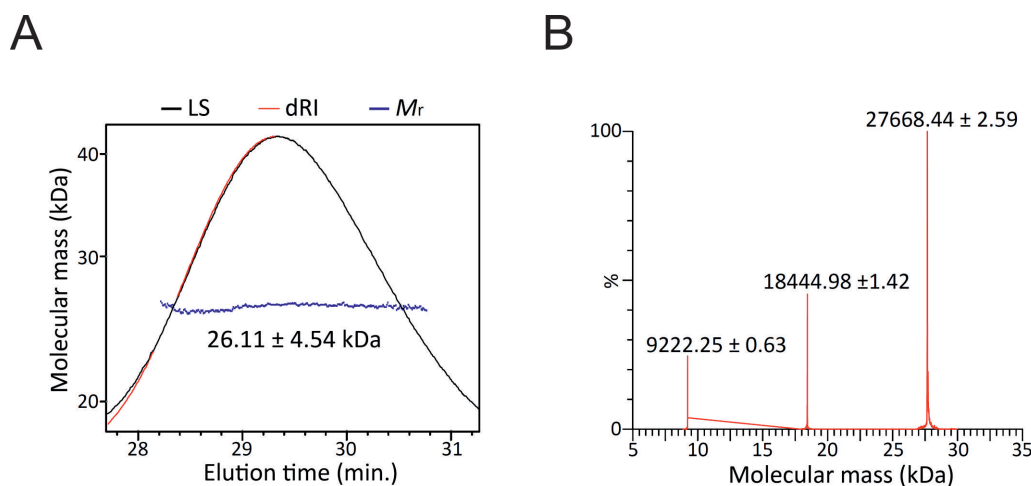 A
LS dRI Mr
Molecular mass (kDa)
40
30
20
26.11 ± 4.54 kDa
28 29 30 31
Elution time (min.)
B
27668.44 ± 2.59
100
18444.98 ±1.42
%
9222.25 ± 0.63
0
5 10 15 20 25 30 35
Molecular mass (kDa)